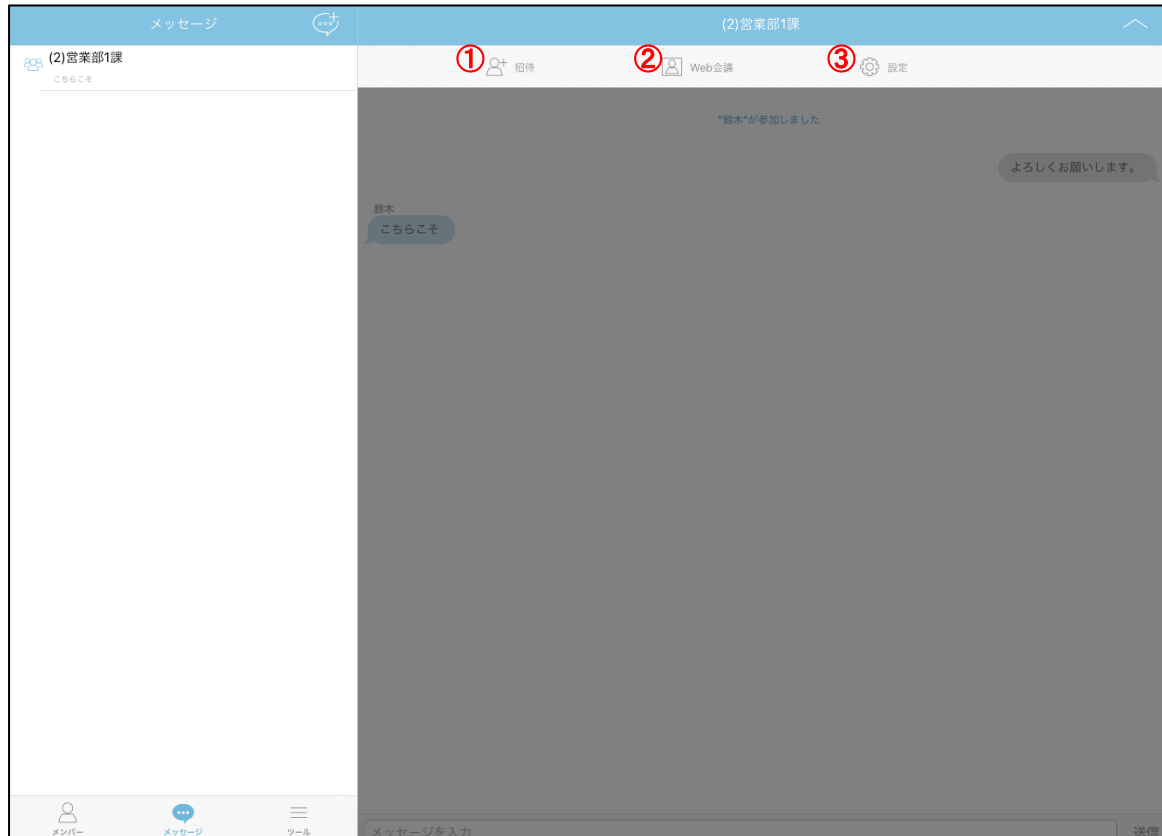 メッセージ
(2)営業部1課
こちらこそ
メンバー
メッセージ
ツール
(2)営業部1課
① 招待
② Web会議
③ 設定
"鈴木"が参加しました
よろしくお願いします。
鈴木
こちらこそ
メッセージを入力
送信